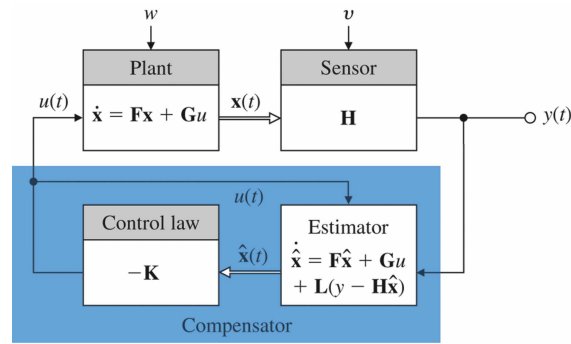 w
υ
Plant
Sensor
u(t)
ẋ = Fx + Gu
x(t)
H
y(t)
u(t)
Control law
Estimator
−K
x̂(t)
x̂̇ = Fx̂ + Gu
+ L(y − Hx̂)
Compensator